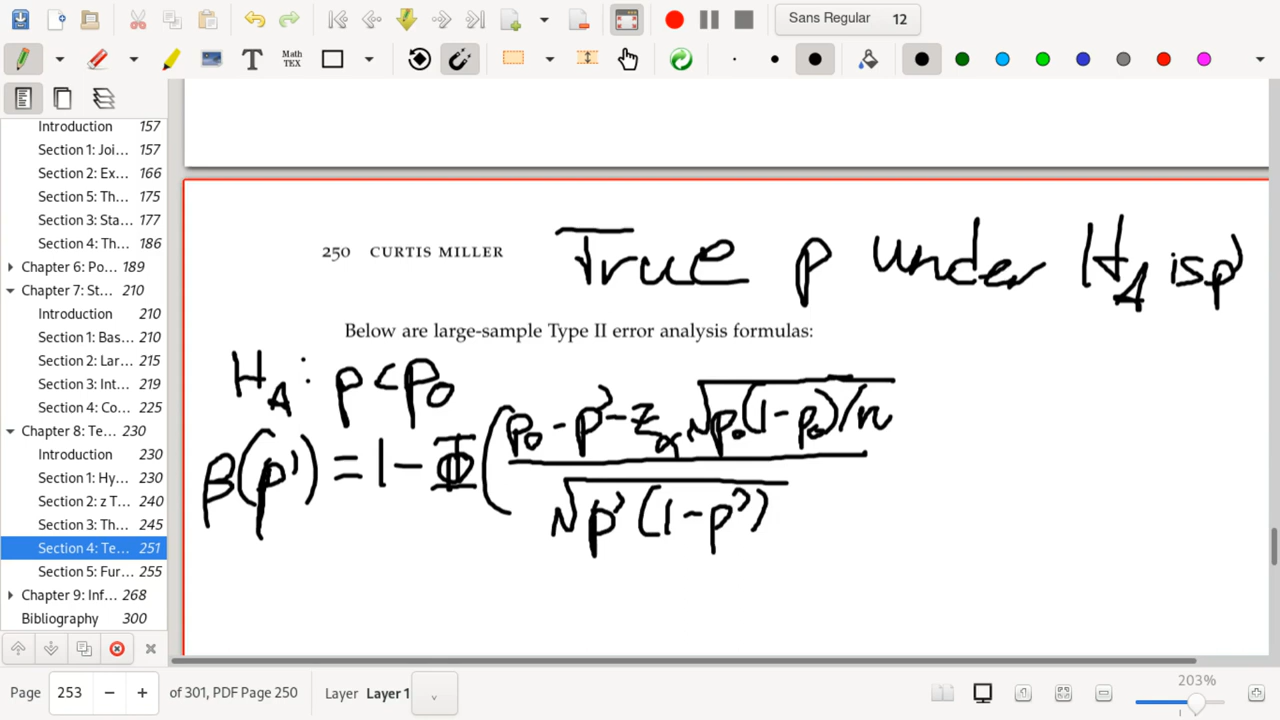 Sans Regular 12
T Math TEX
Introduction 157
Section 1: Joi... 157
Section 2: Ex... 166
Section 5: Th... 175
Section 3: Sta... 177
Section 4: Th... 186
Chapter 6: Po... 189
Chapter 7: St... 210
Introduction 210
Section 1: Bas... 210
Section 2: Lar... 215
Section 3: Int... 219
Section 4: Co... 225
Chapter 8: Te... 230
Introduction 230
Section 1: Hy... 230
Section 2: z T... 240
Section 3: Th... 245
Section 4: Te... 251
Section 5: Fur... 255
Chapter 9: Inf... 268
Bibliography 300
250 CURTIS MILLER
True p under H_A is p'
Below are large-sample Type II error analysis formulas:
H_A: p < p_0
β(p') = 1 - Φ( (p_0 - p' - z_α √(p_0(1-p_0)/n)) / √(p'(1-p'))
Page 253 of 301, PDF Page 250
Layer Layer 1
203%